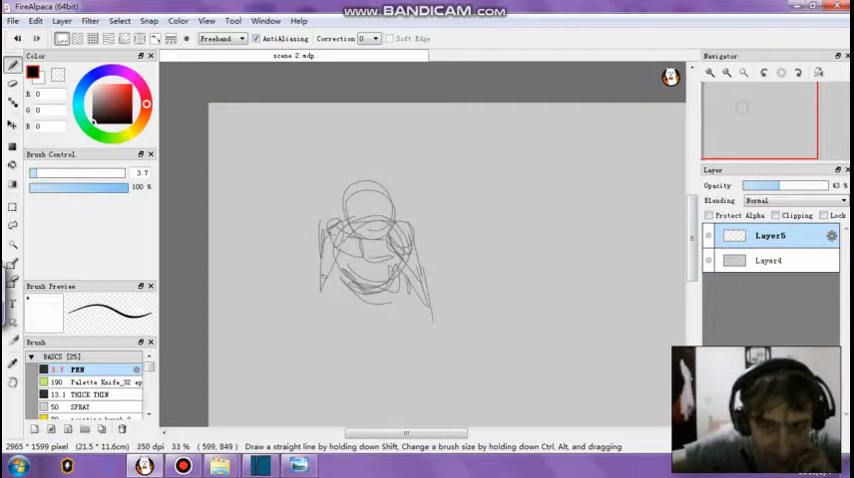 FireAlpaca (64bit)
www.BANDICAM.com
File Edit Layer Filter Select Snap Color View Tool Window Help
OFF Freehand AntiAliasing Correction 0 Soft Edge
Color
scene 2.mdp
Navigator
R 0
G 0
B 0
Brush Control
3.7
100 %
Layer
Opacity 43 %
Blending Normal
Protect Alpha Clipping Lock
Layer5
Layer4
Brush Preview
Brush
BASICS [25]
3.7 PEN
190 Palette Knife_32 ep
13.1 THICK THIN
50 SPRAY
2965 * 1599 pixel (21.5 * 11.6cm) 350 dpi 33 % ( 599, 849 ) Draw a straight line by holding down Shift, Change a brush size by holding down Ctrl, Alt, and dragging